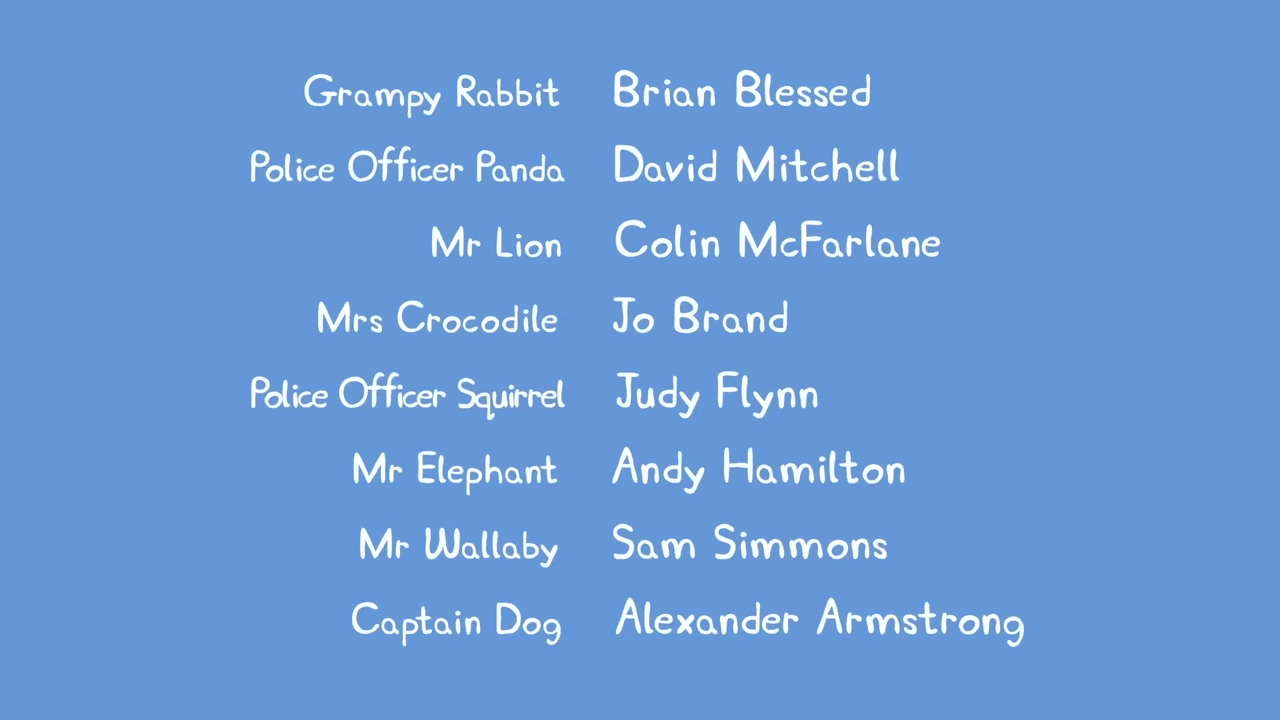 Grampy Rabbit Brian Blessed
Police Officer Panda David Mitchell
Mr Lion Colin McFarlane
Mrs Crocodile Jo Brand
Police Officer Squirrel Judy Flynn
Mr Elephant Andy Hamilton
Mr Wallaby Sam Simmons
Captain Dog Alexander Armstrong